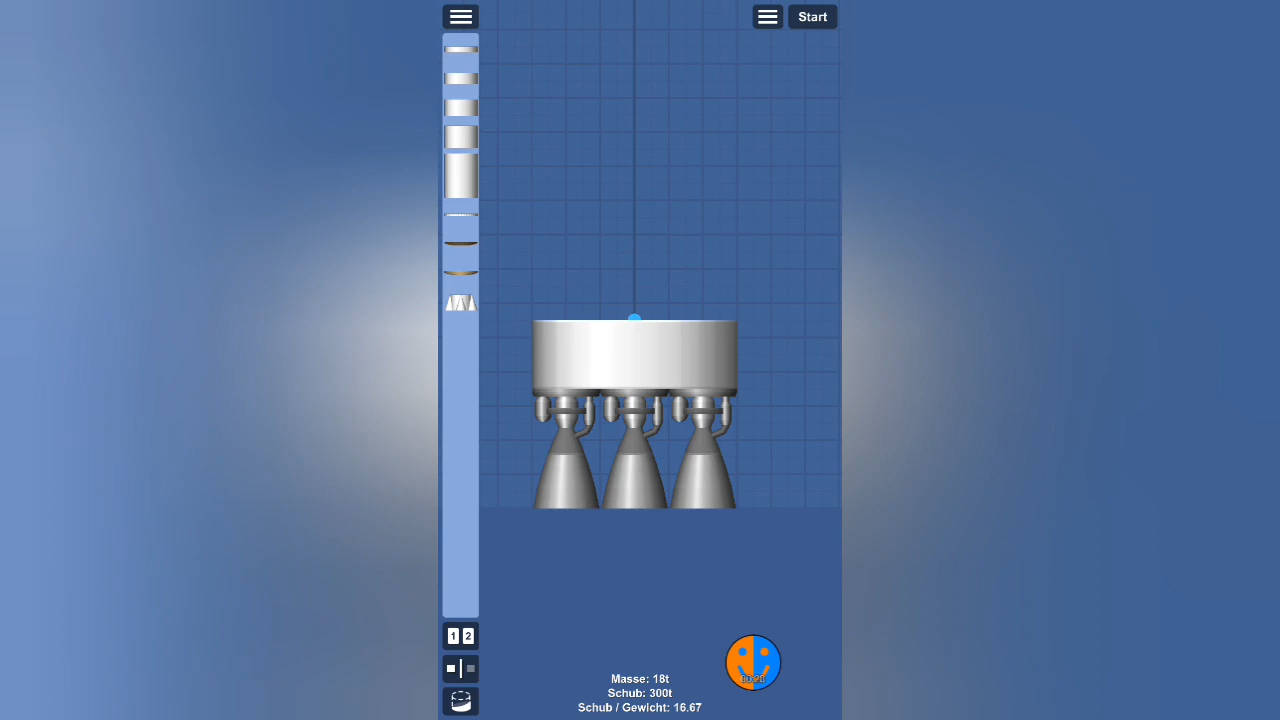 Start
1 2
Masse: 18t
Schub: 300t
Schub / Gewicht: 16.67